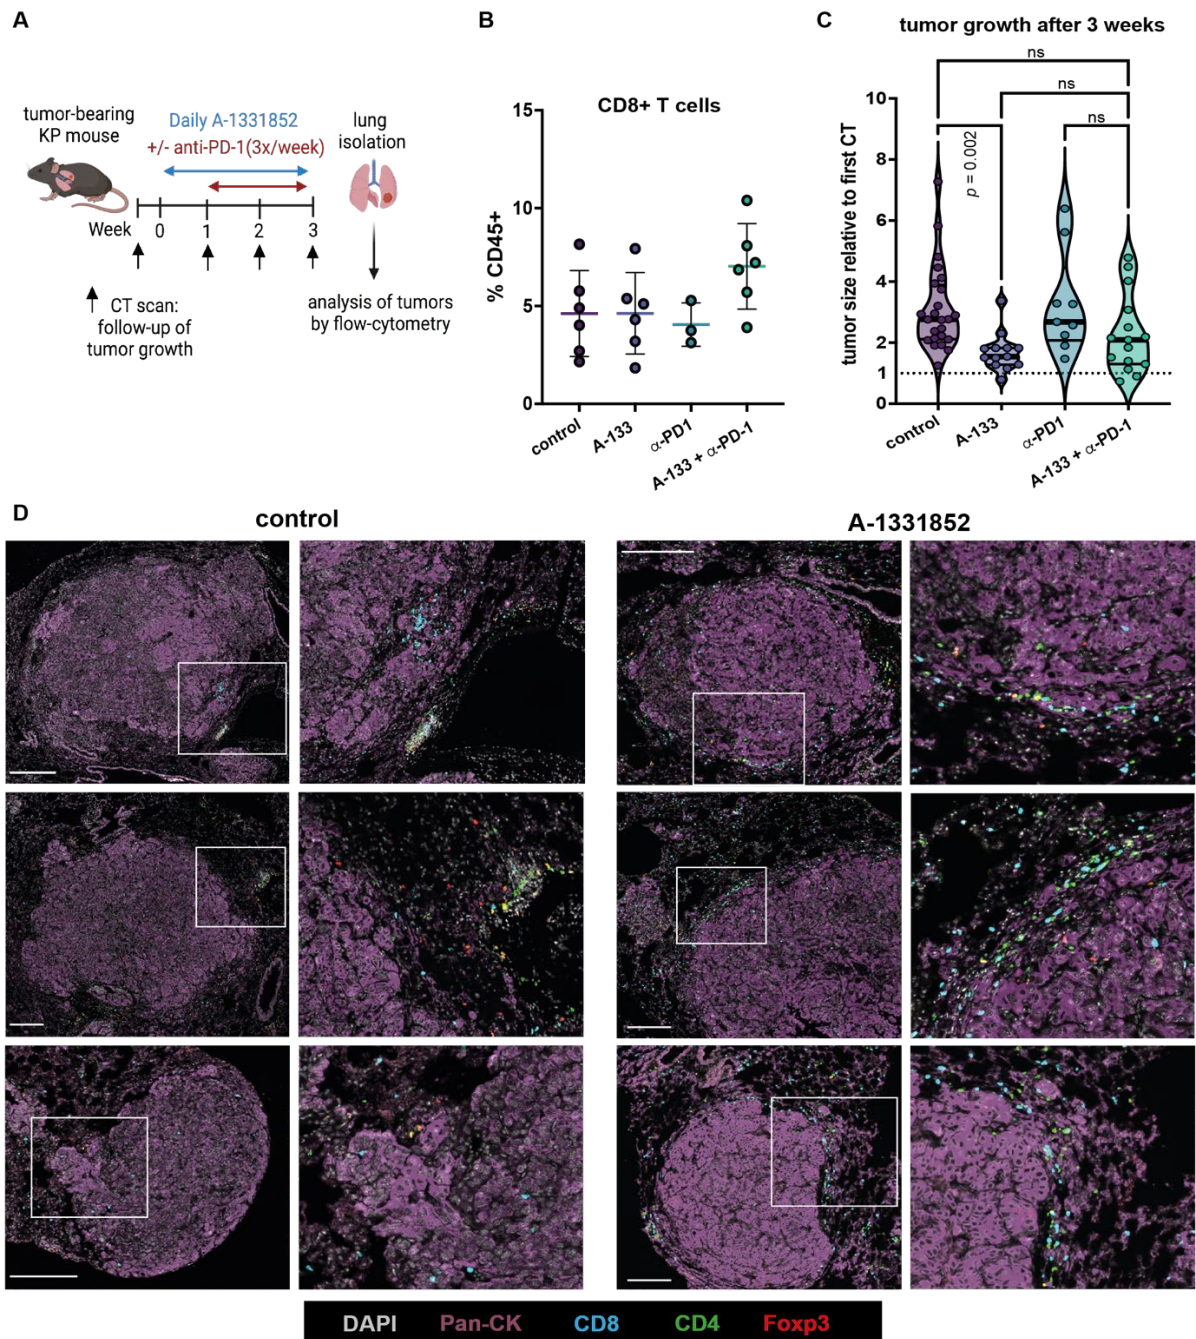 A
tumor-bearing
KP mouse
Daily A-1331852
+/- anti-PD-1(3x/week)
lung
isolation
Week 0 1 2 3
CT scan:
follow-up of
tumor growth
analysis of tumors
by flow-cytometry
B
CD8+ T cells
% CD45+
15
10
5
0
control
A-133
α-PD1
A-133 + α-PD-1
C
tumor growth after 3 weeks
ns
ns
ns
p = 0.002
tumor size relative to first CT
10
8
6
4
2
1
0
control
A-133
α-PD1
A-133 + α-PD-1
D
control
A-1331852
DAPI Pan-CK CD8 CD4 Foxp3